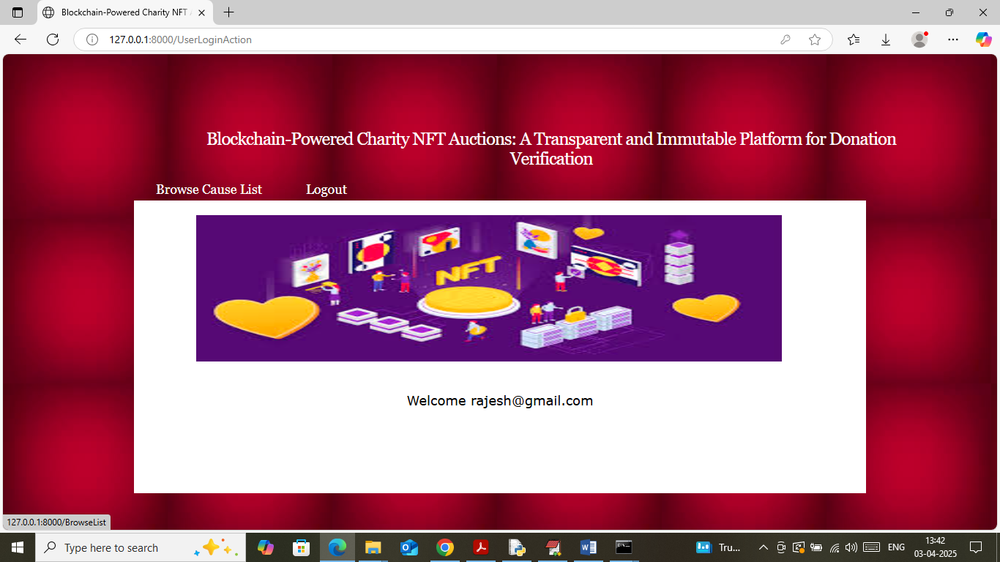 Blockchain-Powered Charity NFT A
127.0.0.1:8000/UserLoginAction
Blockchain-Powered Charity NFT Auctions: A Transparent and Immutable Platform for Donation
Verification
Browse Cause List Logout
NFT
Welcome rajesh@gmail.com
127.0.0.1:8000/BrowseList
Type here to search
Tru...
ENG
13:42
03-04-2025